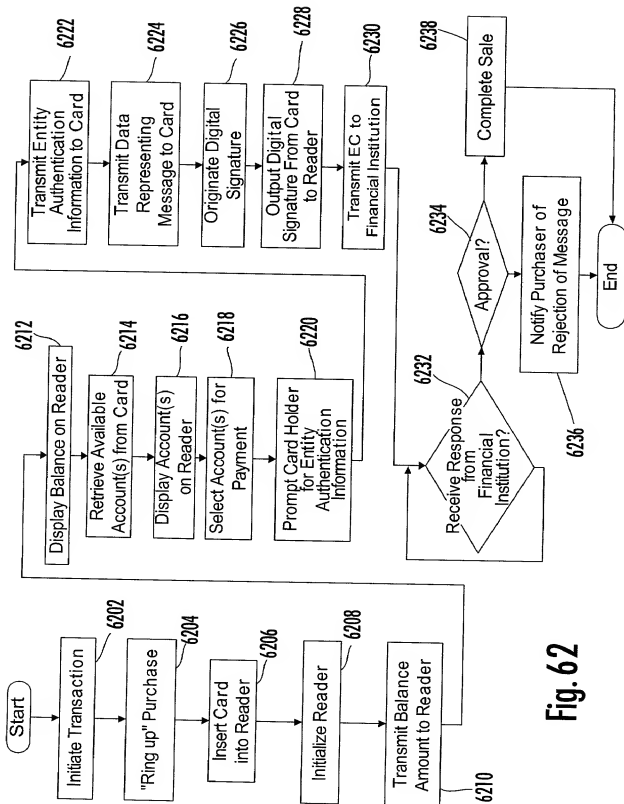 Start
Initiate Transaction
6202
"Ring up" Purchase
6204
Insert Card
into Reader
6206
Initialize Reader
6208
Transmit Balance
Amount to Reader
6210
Display Balance on Reader
6212
Retrieve Available
Account(s) from Card
6214
Display Account(s)
on Reader
6216
Select Account(s) for
Payment
6218
Prompt Card Holder
for Entity
Authentication
Information
6220
Transmit Entity
Authentication
Information to Card
6222
Transmit Data
Representing
Message to Card
6224
Originate Digital
Signature
6226
Output Digital
Signature From Card
to Reader
6228
Transmit EC to
Financial Institution
6230
Receive Response
from
Financial
Institution?
6232
Approval?
6234
Notify Purchaser of
Rejection of Message
6236
Complete Sale
6238
End
Fig. 62